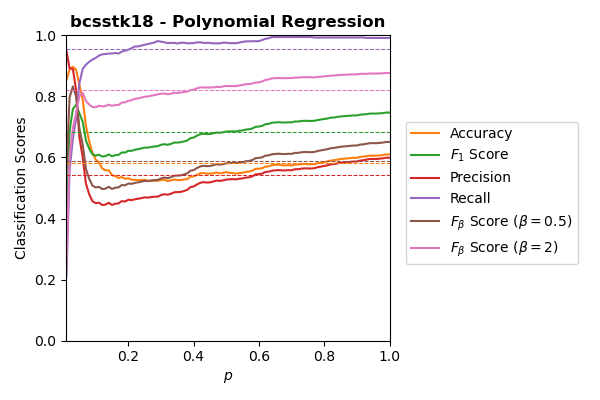 bcsstk18 - Polynomial Regression
Classification Scores
1.0
0.8
0.6
0.4
0.2
0.0
0.2 0.4 0.6 0.8 1.0
p
Accuracy
F₁ Score
Precision
Recall
Fᵦ Score (β = 0.5)
Fᵦ Score (β = 2)